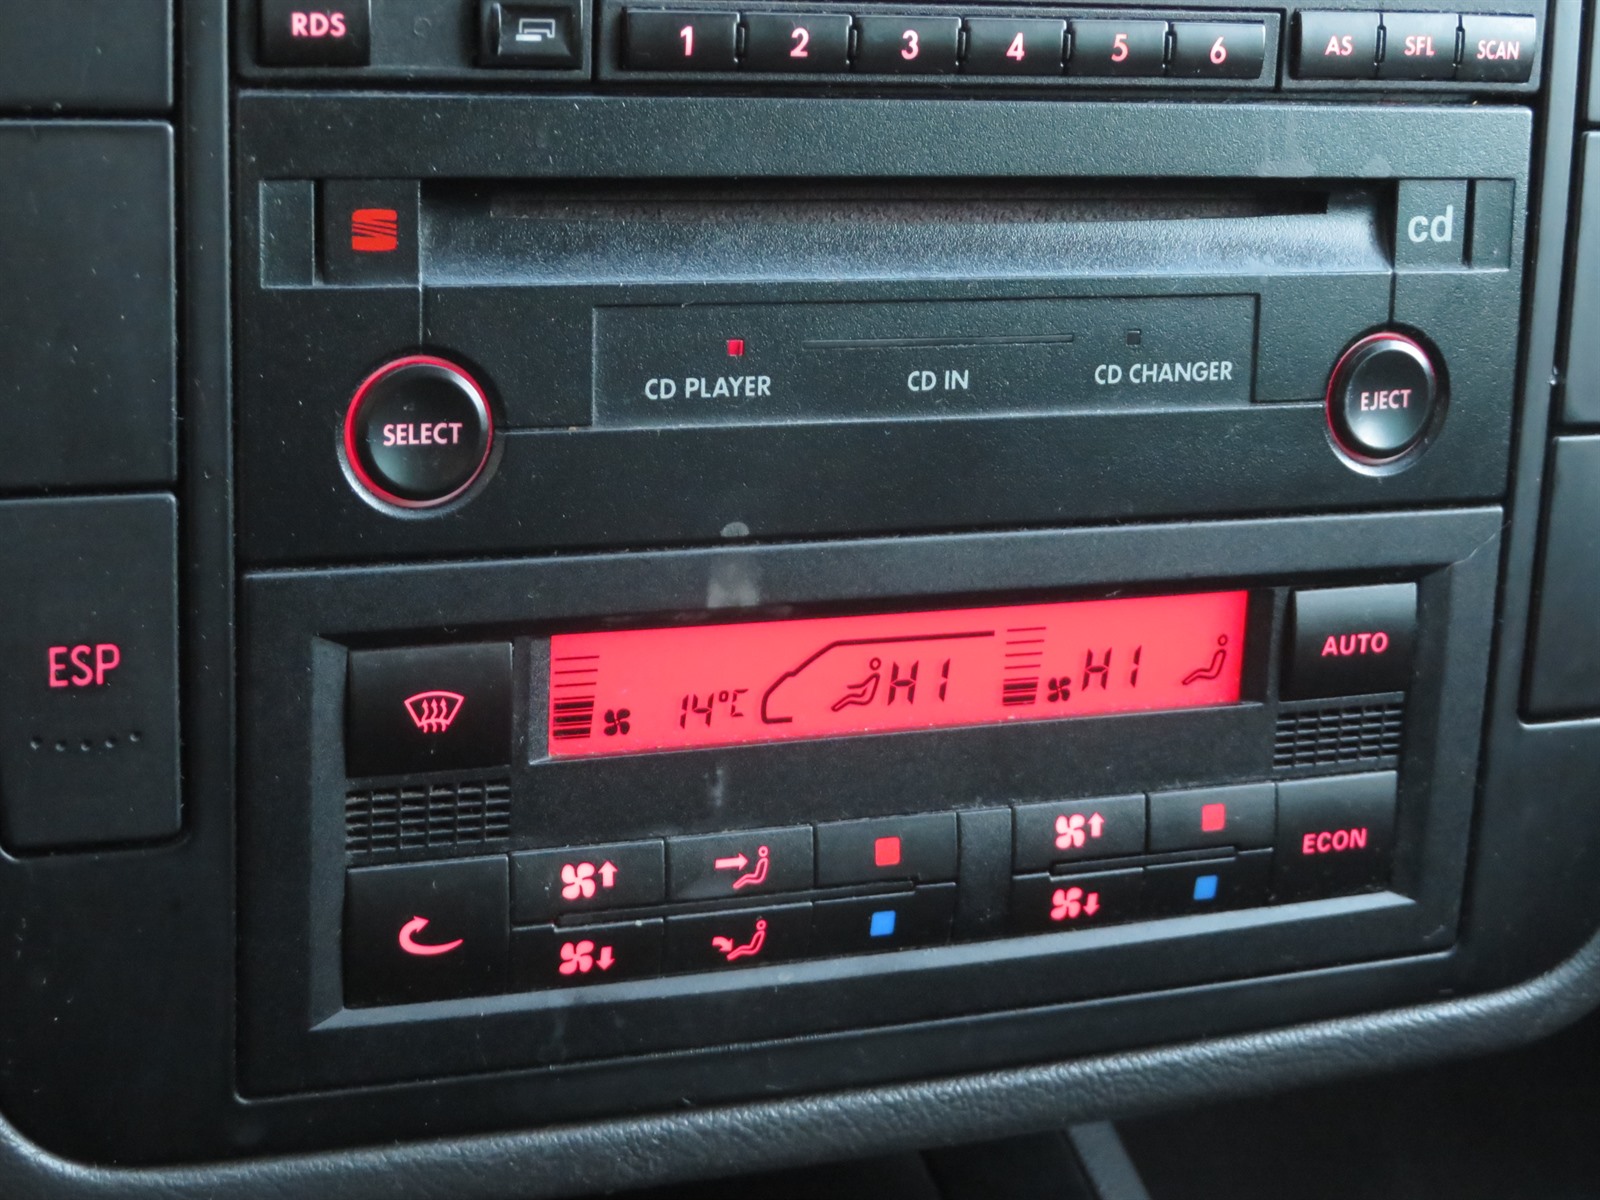 RDS 1 2 3 4 5 6 AS SFL SCAN
cd
CD PLAYER CD IN CD CHANGER
SELECT EJECT
ESP
14°C HI HI
AUTO
ECON